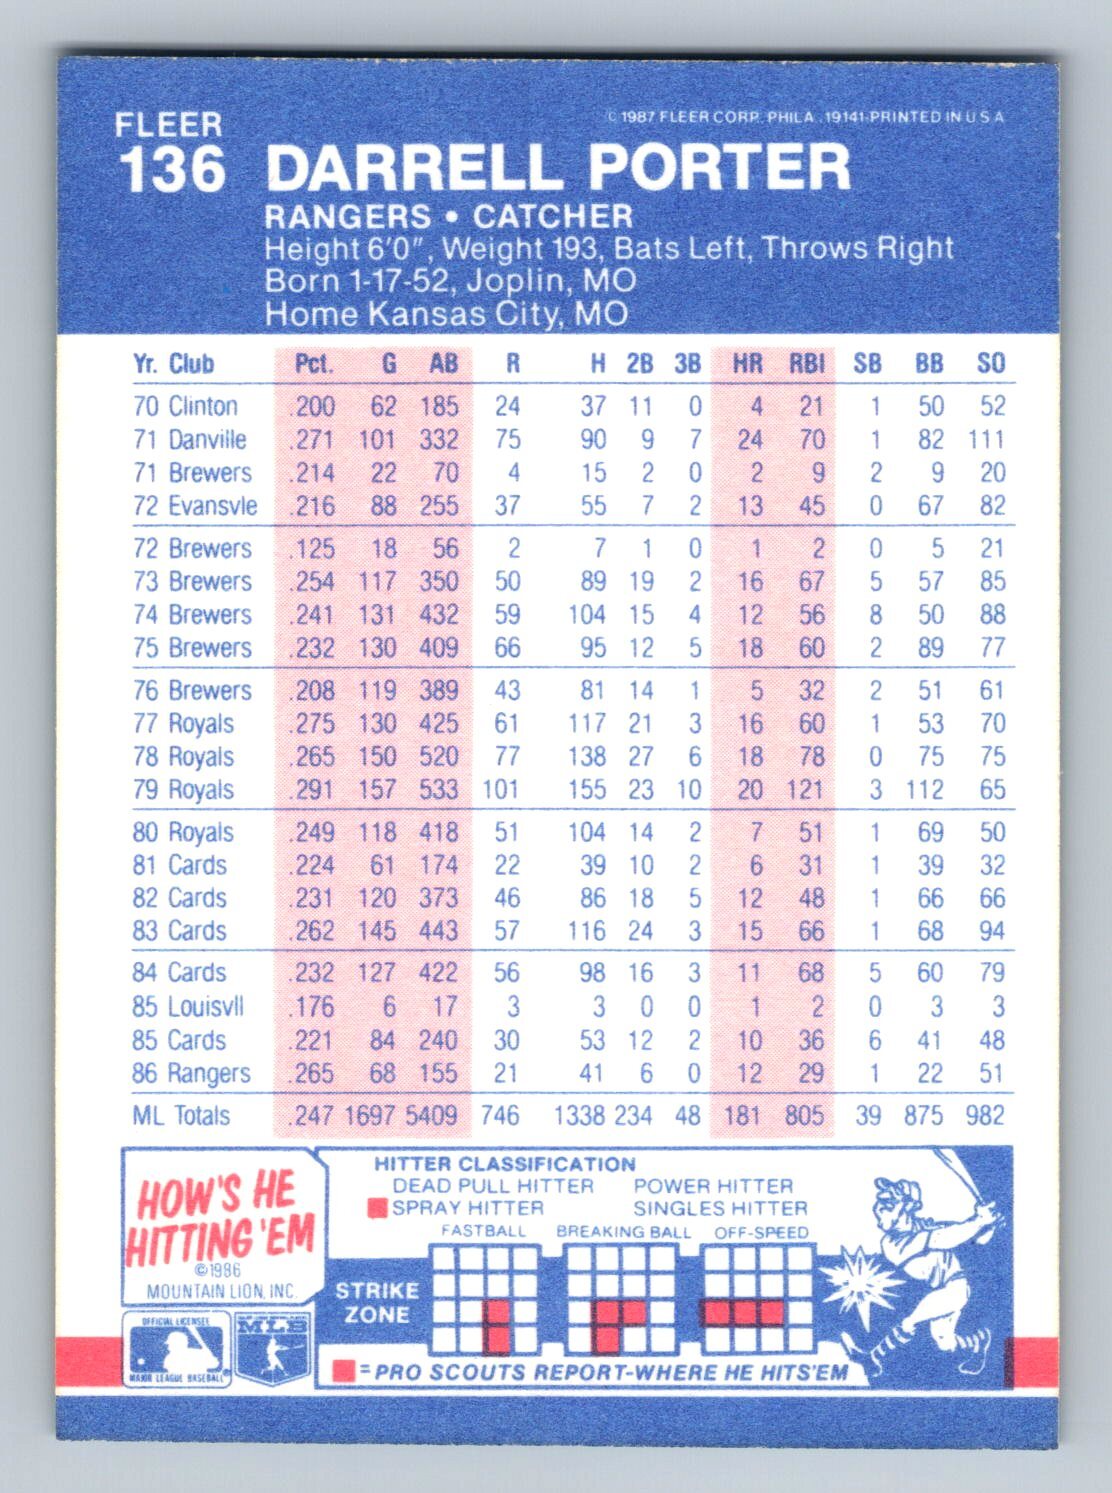 FLEER
© 1987 FLEER CORP. PHILA., 19141-PRINTED IN U S A
136 DARRELL PORTER
RANGERS • CATCHER
Height 6'0", Weight 193, Bats Left, Throws Right
Born 1-17-52, Joplin, MO
Home Kansas City, MO
Yr. Club Pct. G AB R H 2B 3B HR RBI SB BB SO
70 Clinton .200 62 185 24 37 11 0 4 21 1 50 52
71 Danville .271 101 332 75 90 9 7 24 70 1 82 111
71 Brewers .214 22 70 4 15 2 0 2 9 2 9 20
72 Evansvle .216 88 255 37 55 7 2 13 45 0 67 82
72 Brewers .125 18 56 2 7 1 0 1 2 0 5 21
73 Brewers .254 117 350 50 89 19 2 16 67 5 57 85
74 Brewers .241 131 432 59 104 15 4 12 56 8 50 88
75 Brewers .232 130 409 66 95 12 5 18 60 2 89 77
76 Brewers .208 119 389 43 81 14 1 5 32 2 51 61
77 Royals .275 130 425 61 117 21 3 16 60 1 53 70
78 Royals .265 150 520 77 138 27 6 18 78 0 75 75
79 Royals .291 157 533 101 155 23 10 20 121 3 112 65
80 Royals .249 118 418 51 104 14 2 7 51 1 69 50
81 Cards .224 61 174 22 39 10 2 6 31 1 39 32
82 Cards .231 120 373 46 86 18 5 12 48 1 66 66
83 Cards .262 145 443 57 116 24 3 15 66 1 68 94
84 Cards .232 127 422 56 98 16 3 11 68 5 60 79
85 Louisvll .176 6 17 3 3 0 0 1 2 0 3 3
85 Cards .221 84 240 30 53 12 2 10 36 6 41 48
86 Rangers .265 68 155 21 41 6 0 12 29 1 22 51
ML Totals .247 1697 5409 746 1338 234 48 181 805 39 875 982
HOW'S HE
HITTING 'EM
©1986
MOUNTAIN LION, INC.
HITTER CLASSIFICATION
DEAD PULL HITTER POWER HITTER
SPRAY HITTER SINGLES HITTER
FASTBALL BREAKING BALL OFF-SPEED
STRIKE
ZONE
OFFICIAL LICENSEE
MAJOR LEAGUE BASEBALL
MLB
=PRO SCOUTS REPORT-WHERE HE HITS'EM